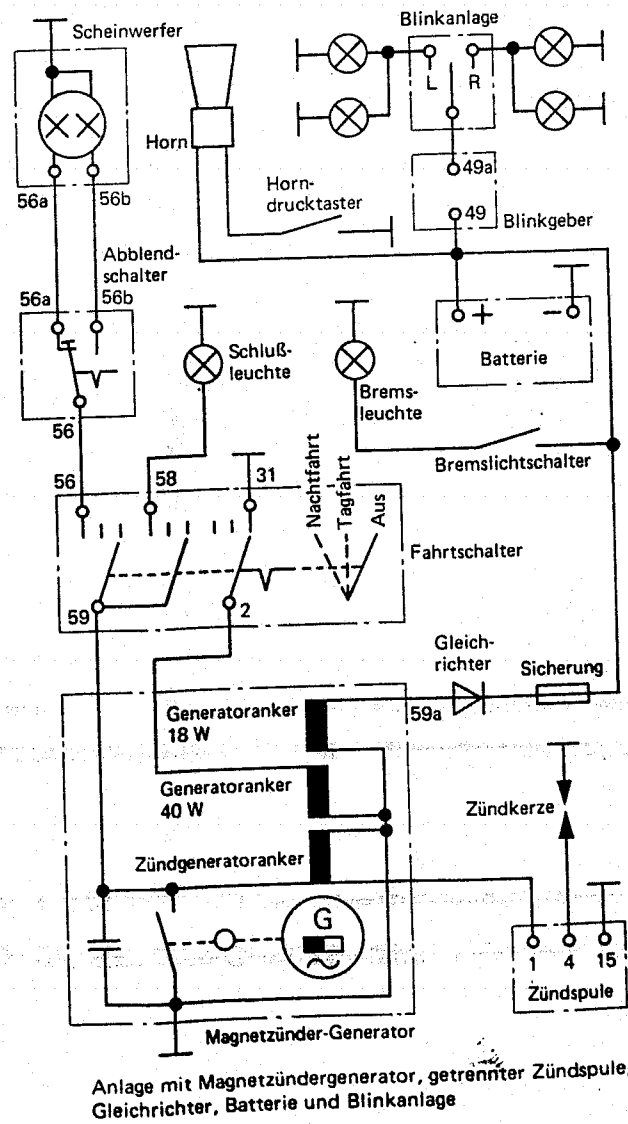 Scheinwerfer
Blinkanlage
L
R
Horn
56a
56b
49a
Horn-
drucktaster
49
Blinkgeber
Abblend-
schalter
56a
56b
+
-
Batterie
Schluß-
leuchte
Brems-
leuchte
56
Bremslichtschalter
56
58
31
Nachtfahrt
Tagfahrt
Aus
Fahrtschalter
59
2
Gleich-
richter
Sicherung
59a
Generatoranker
18 W
Generatoranker
40 W
Zündkerze
Zündgeneratoranker
G
1
4
15
Zündspule
Magnetzünder-Generator
Anlage mit Magnetzündergenerator, getrennter Zündspule,
Gleichrichter, Batterie und Blinkanlage